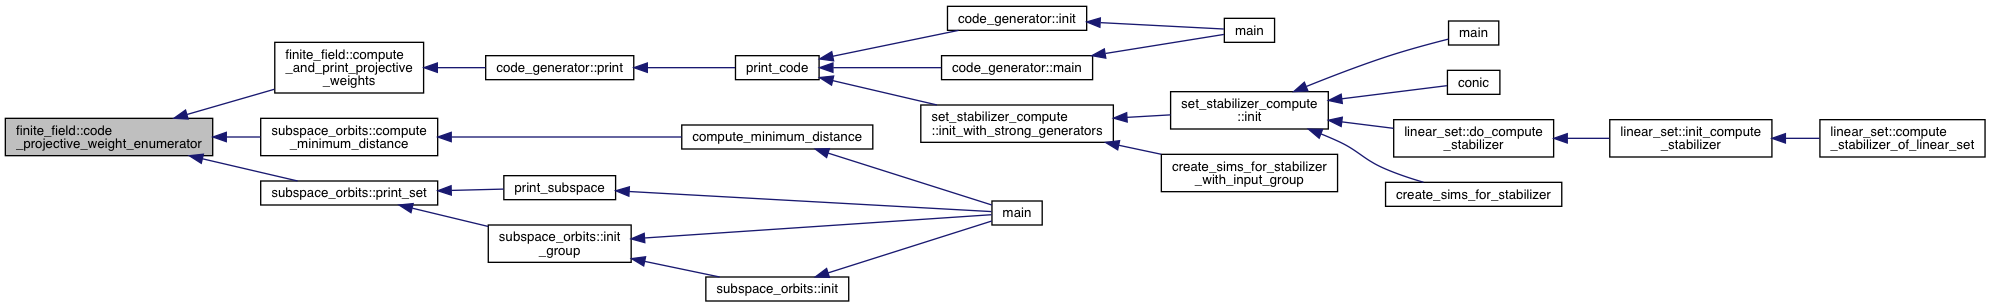 finite_field::code
_projective_weight_enumerator
finite_field::compute
_and_print_projective
_weights
code_generator::print
print_code
code_generator::init
main
code_generator::main
set_stabilizer_compute
::init_with_strong_generators
set_stabilizer_compute
::init
main
conic
linear_set::do_compute
_stabilizer
linear_set::init_compute
_stabilizer
linear_set::compute
_stabilizer_of_linear_set
create_sims_for_stabilizer
create_sims_for_stabilizer
_with_input_group
subspace_orbits::compute
_minimum_distance
compute_minimum_distance
main
subspace_orbits::print_set
print_subspace
subspace_orbits::init
_group
subspace_orbits::init